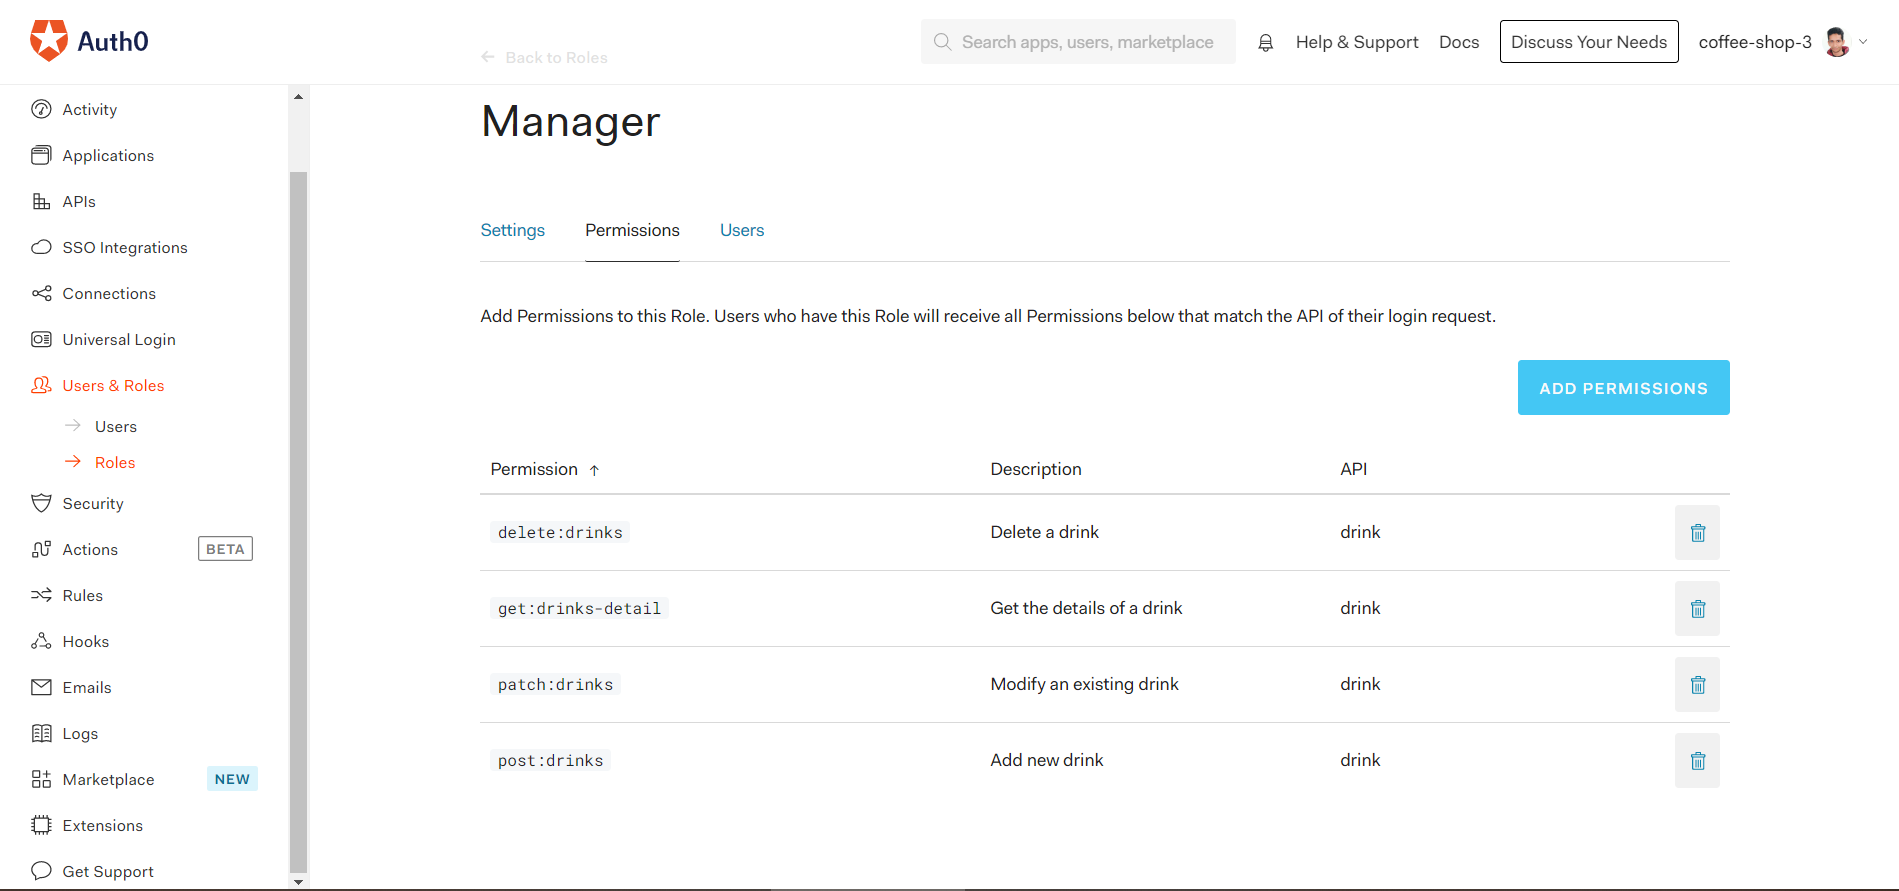 Auth0
Back to Roles
Search apps, users, marketplace
Help & Support
Docs
Discuss Your Needs
coffee-shop-3
Activity
Applications
APIs
SSO Integrations
Connections
Universal Login
Users & Roles
Users
Roles
Security
Actions BETA
Rules
Hooks
Emails
Logs
Marketplace NEW
Extensions
Get Support
Manager
Settings Permissions Users
Add Permissions to this Role. Users who have this Role will receive all Permissions below that match the API of their login request.
ADD PERMISSIONS
Permission ↑ Description API
delete:drinks Delete a drink drink
get:drinks-detail Get the details of a drink drink
patch:drinks Modify an existing drink drink
post:drinks Add new drink drink